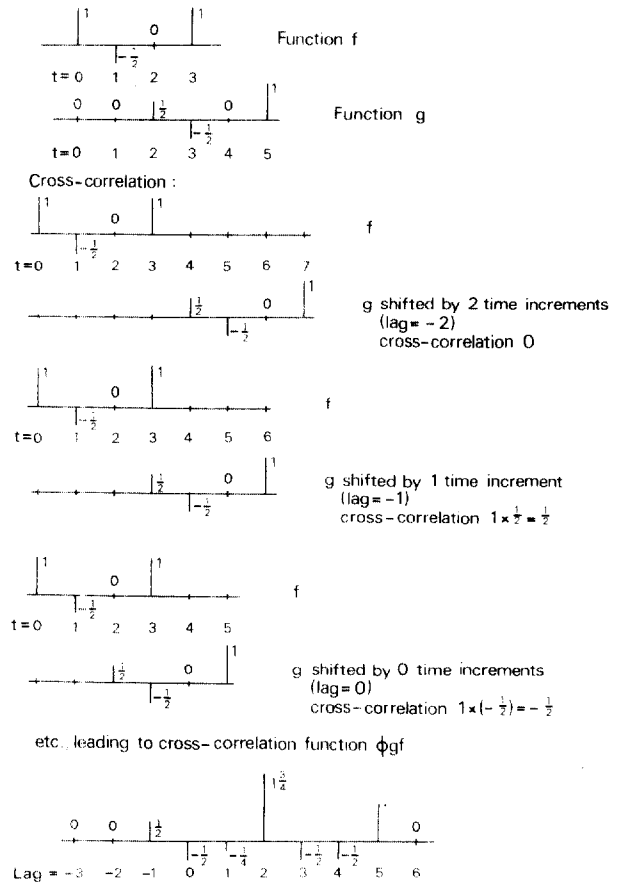 1 0 1
-1/2
Function f
t=0 1 2 3
0 0 1/2 0 1
-1/2
Function g
t=0 1 2 3 4 5
Cross-correlation :
1 0 1
-1/2
f
t=0 1 2 3 4 5 6 7
1/2 0 1
-1/2
g shifted by 2 time increments
(lag= -2)
cross-correlation 0
1 0 1
-1/2
f
t=0 1 2 3 4 5 6
1/2 0 1
-1/2
g shifted by 1 time increment
(lag= -1)
cross-correlation 1 × 1/2 = 1/2
1 0 1
-1/2
f
t=0 1 2 3 4 5
1/2 0 1
-1/2
g shifted by 0 time increments
(lag= 0)
cross-correlation 1×(-1/2)= -1/2
etc., leading to cross-correlation function ϕgf
1 3/4
0 0 1/2 0
-1/2 -1/4 -1/2 -1/2
Lag = -3 -2 -1 0 1 2 3 4 5 6